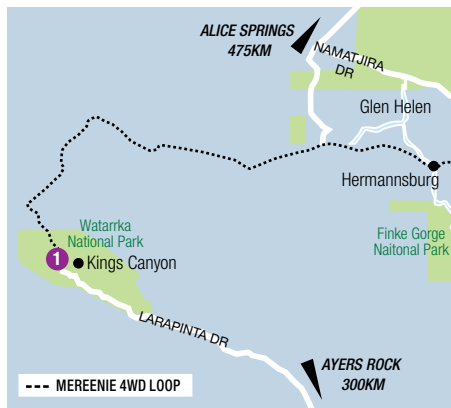 ALICE SPRINGS
475KM
NAMATJIRA
DR
Glen Helen
Hermannsburg
Watarrka
National Park
Finke Gorge
Naitonal Park
1
Kings Canyon
LARAPINTA DR
AYERS ROCK
300KM
MEREENIE 4WD LOOP